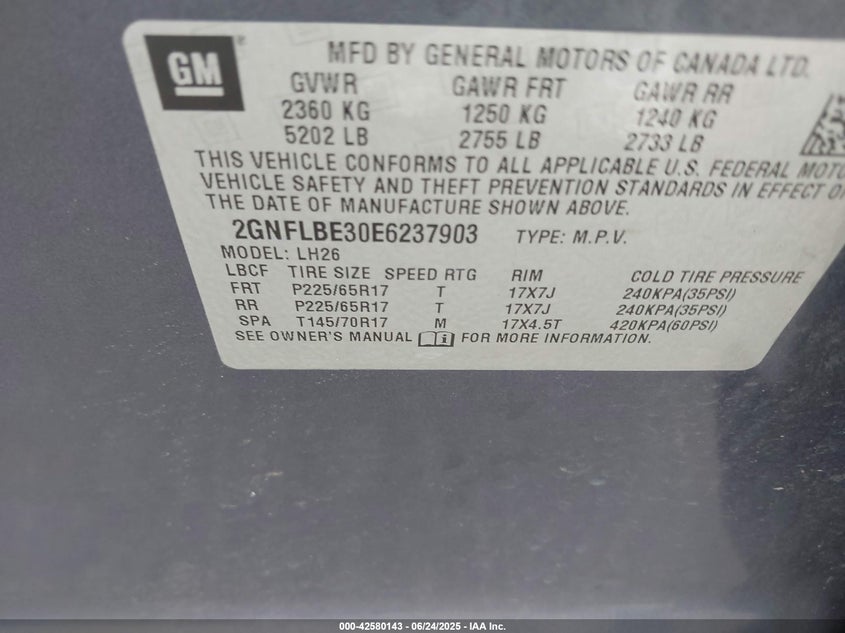 GM
MFD BY GENERAL MOTORS OF CANADA LTD.
GVWR GAWR FRT GAWR RR
2360 KG 1250 KG 1240 KG
5202 LB 2755 LB 2733 LB
THIS VEHICLE CONFORMS TO ALL APPLICABLE U.S. FEDERAL MOTO
VEHICLE SAFETY AND THEFT PREVENTION STANDARDS IN EFFECT O
THE DATE OF MANUFACTURE SHOWN ABOVE.
2GNFLBE30E6237903 TYPE: M.P.V.
MODEL: LH26
LBCF TIRE SIZE SPEED RTG RIM COLD TIRE PRESSURE
FRT P225/65R17 T 17X7J 240KPA(35PSI)
RR P225/65R17 T 17X7J 240KPA(35PSI)
SPA T145/70R17 M 17X4.5T 420KPA(60PSI)
SEE OWNER'S MANUAL i FOR MORE INFORMATION.
000-42580143 - 06/24/2025 - IAA Inc.